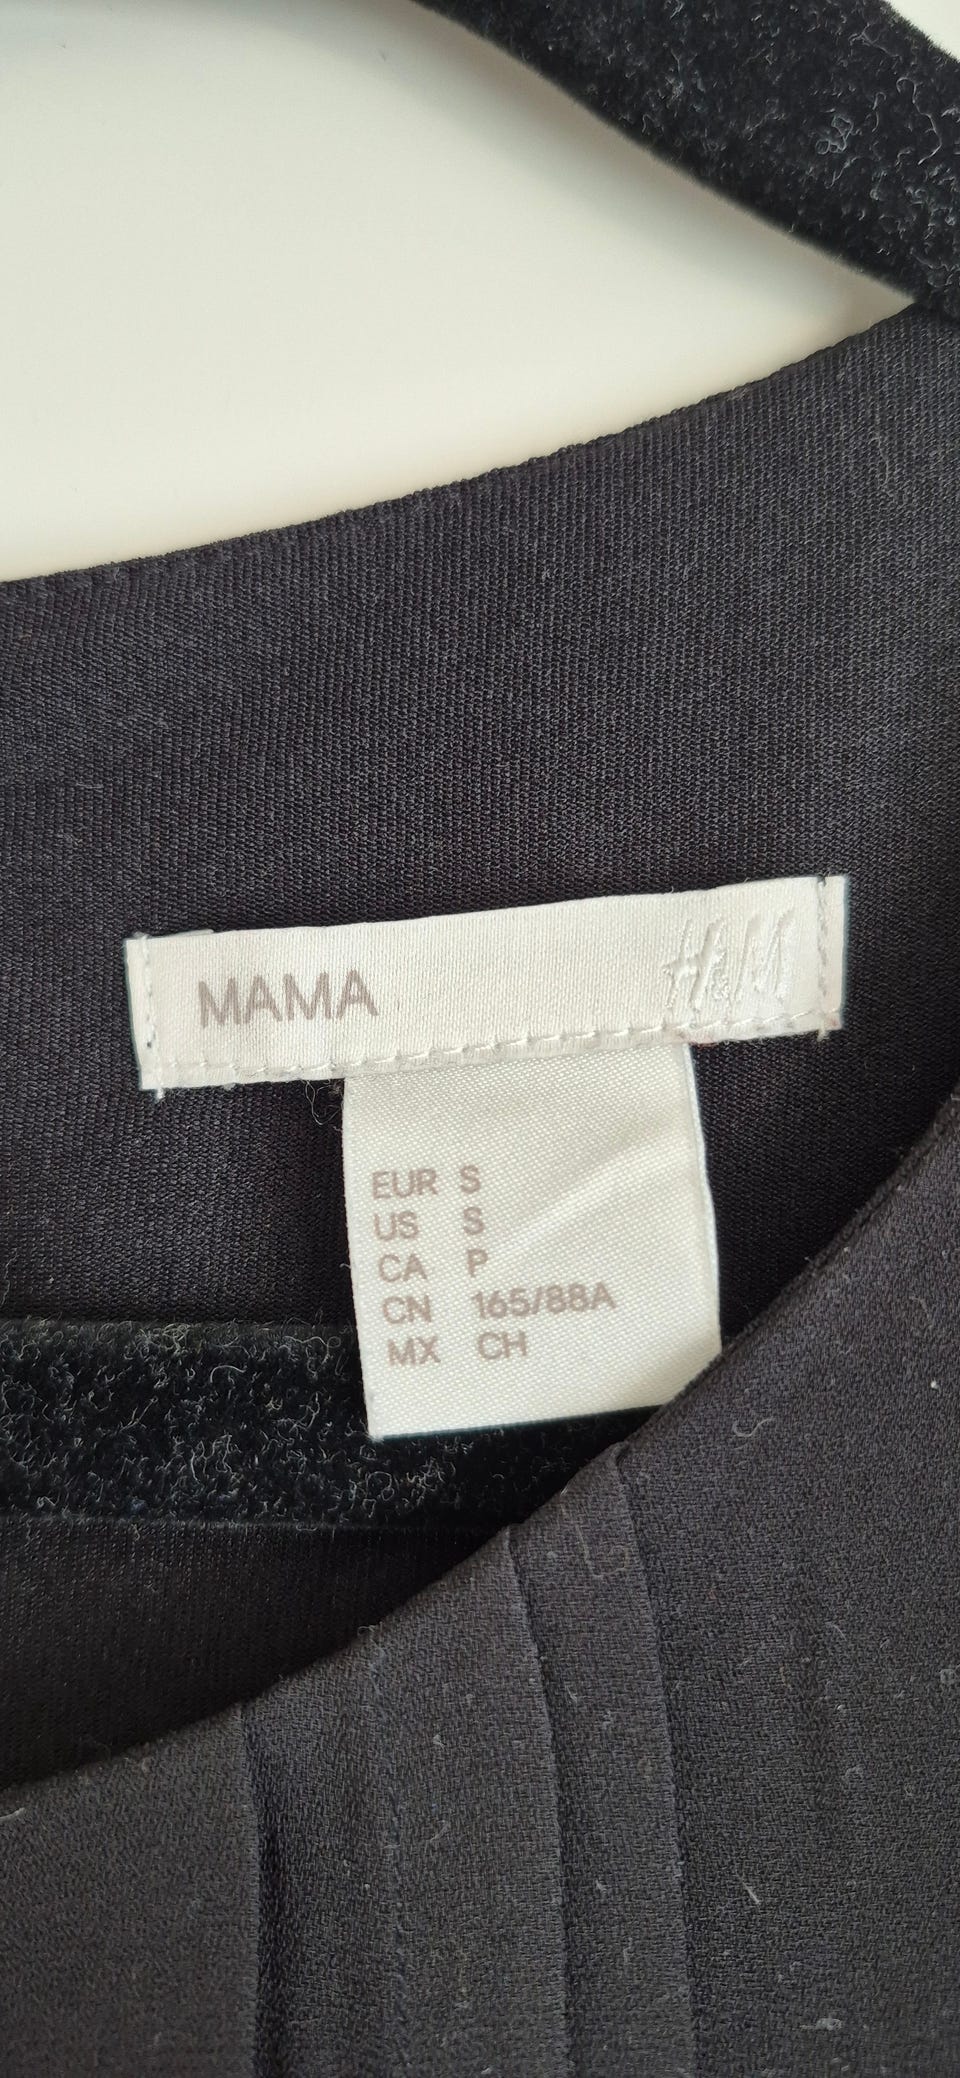 MAMA H&M
EUR S
US S
CA P
CN 165/88A
MX CH